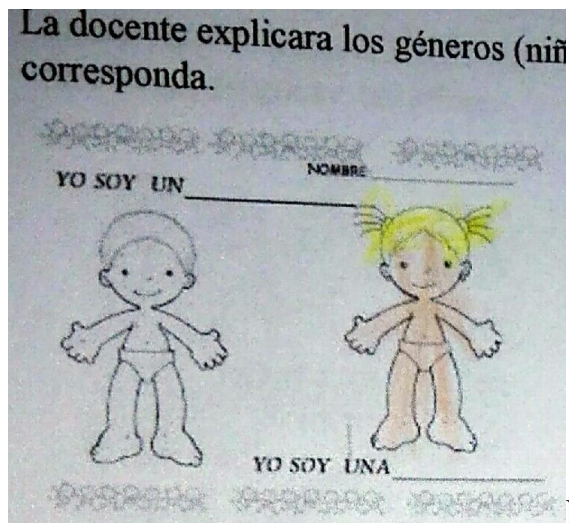 La docente explicara los géneros (niñ
corresponda.
NOMBRE
YO SOY UN
YO SOY UNA